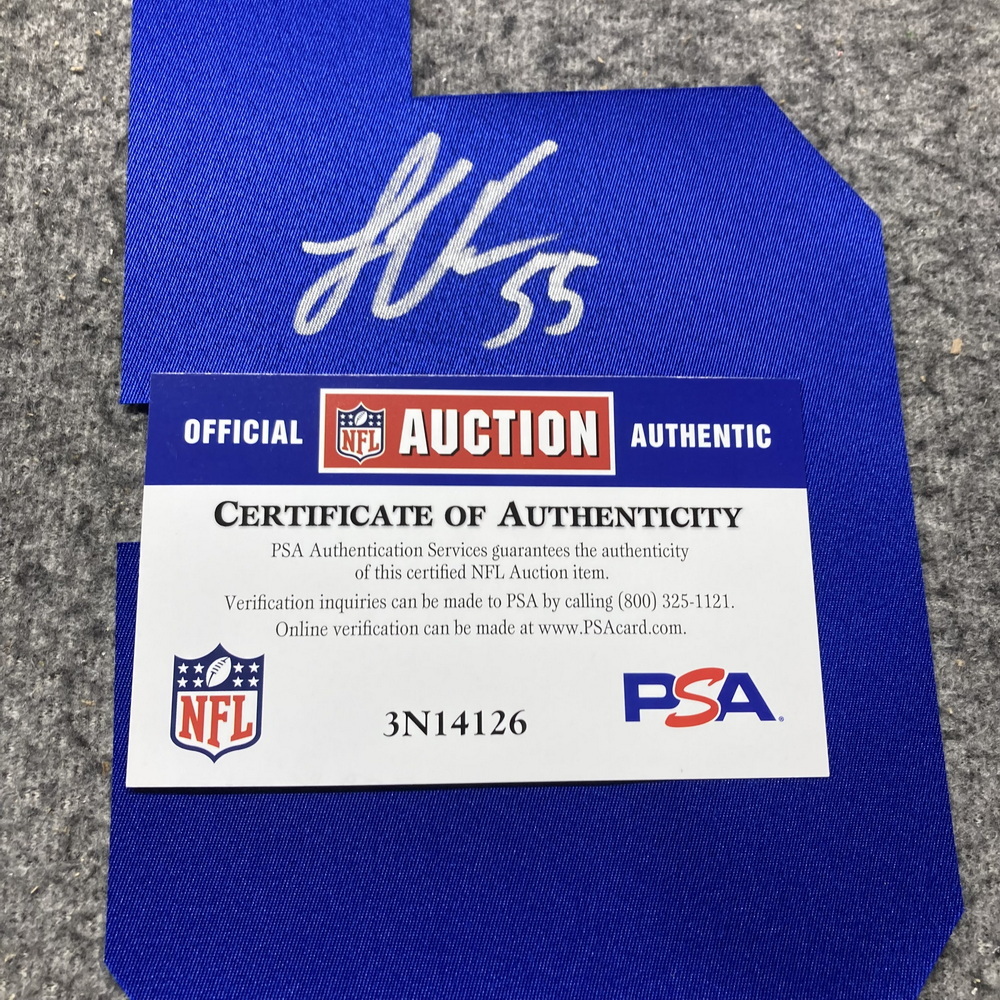 55
OFFICIAL NFL AUCTION AUTHENTIC
CERTIFICATE OF AUTHENTICITY
PSA Authentication Services guarantees the authenticity
of this certified NFL Auction item.
Verification inquiries can be made to PSA by calling (800) 325-1121.
Online verification can be made at www.PSAcard.com.
NFL
3N14126
PSA